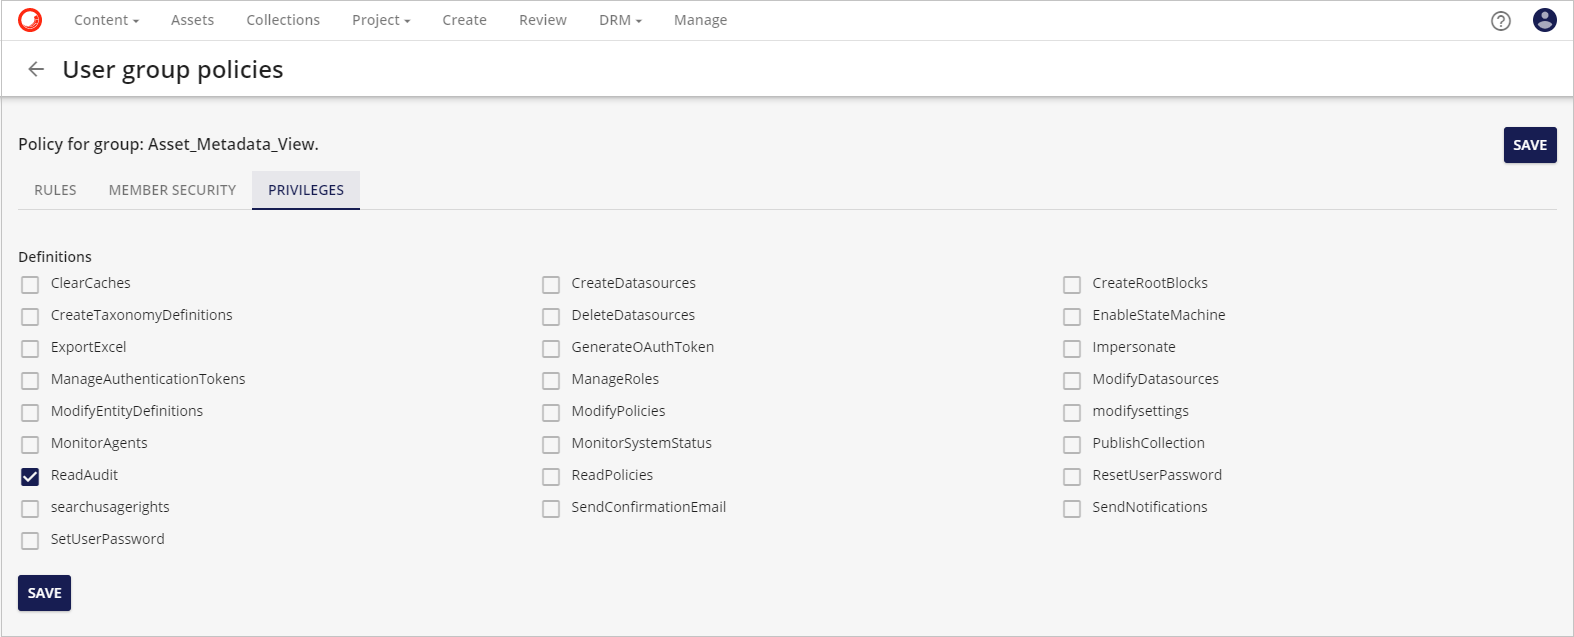 Content Assets Collections Project Create Review DRM Manage
User group policies
Policy for group: Asset_Metadata_View.
SAVE
RULES MEMBER SECURITY PRIVILEGES
Definitions
ClearCaches CreateDatasources CreateRootBlocks
CreateTaxonomyDefinitions DeleteDatasources EnableStateMachine
ExportExcel GenerateOAuthToken Impersonate
ManageAuthenticationTokens ManageRoles ModifyDatasources
ModifyEntityDefinitions ModifyPolicies modifysettings
MonitorAgents MonitorSystemStatus PublishCollection
ReadAudit ReadPolicies ResetUserPassword
searchusagerights SendConfirmationEmail SendNotifications
SetUserPassword
SAVE